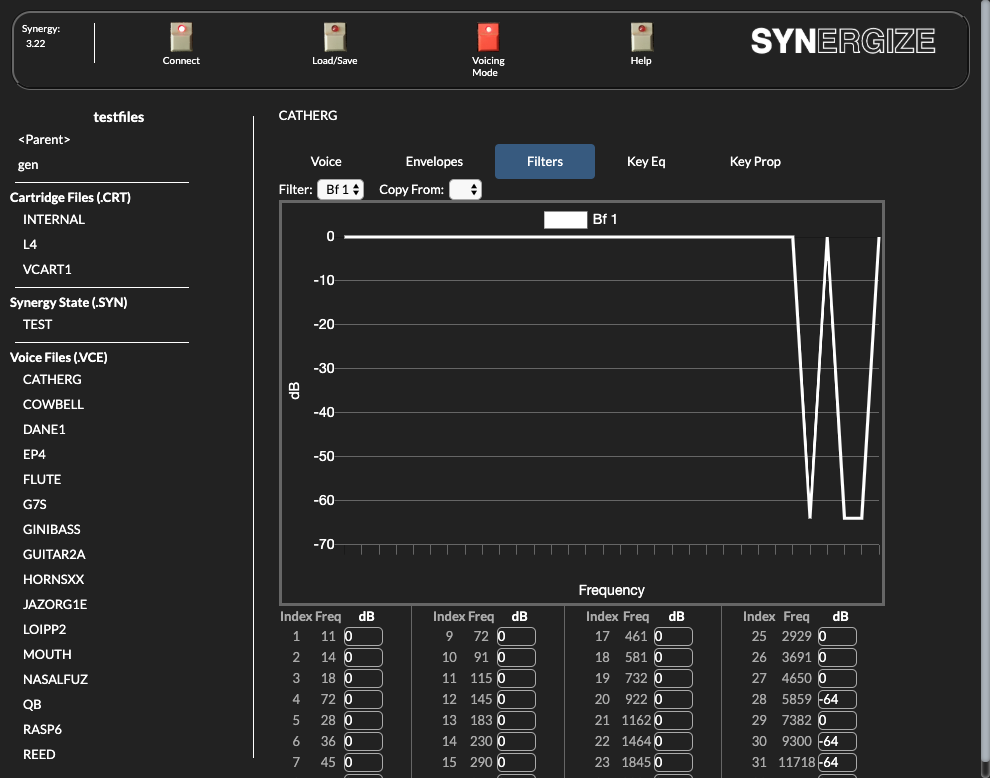 Synergy:
3.22
Connect
Load/Save
Voicing
Mode
Help
SYNERGIZE
testfiles
<Parent>
gen
Cartridge Files (.CRT)
INTERNAL
L4
VCART1
Synergy State (.SYN)
TEST
Voice Files (.VCE)
CATHERG
COWBELL
DANE1
EP4
FLUTE
G7S
GINIBASS
GUITAR2A
HORNSXX
JAZORG1E
LOIPP2
MOUTH
NASALFUZ
QB
RASP6
REED
CATHERG
Voice Envelopes Filters Key Eq Key Prop
Filter: Bf 1 Copy From:
Bf 1
0
-10
-20
-30
-40
-50
-60
-70
dB
Frequency
Index Freq dB Index Freq dB Index Freq dB Index Freq dB
1 11 0 9 72 0 17 461 0 25 2929 0
2 14 0 10 91 0 18 581 0 26 3691 0
3 18 0 11 115 0 19 732 0 27 4650 0
4 72 0 12 145 0 20 922 0 28 5859 -64
5 28 0 13 183 0 21 1162 0 29 7382 0
6 36 0 14 230 0 22 1464 0 30 9300 -64
7 45 0 15 290 0 23 1845 0 31 11718 -64